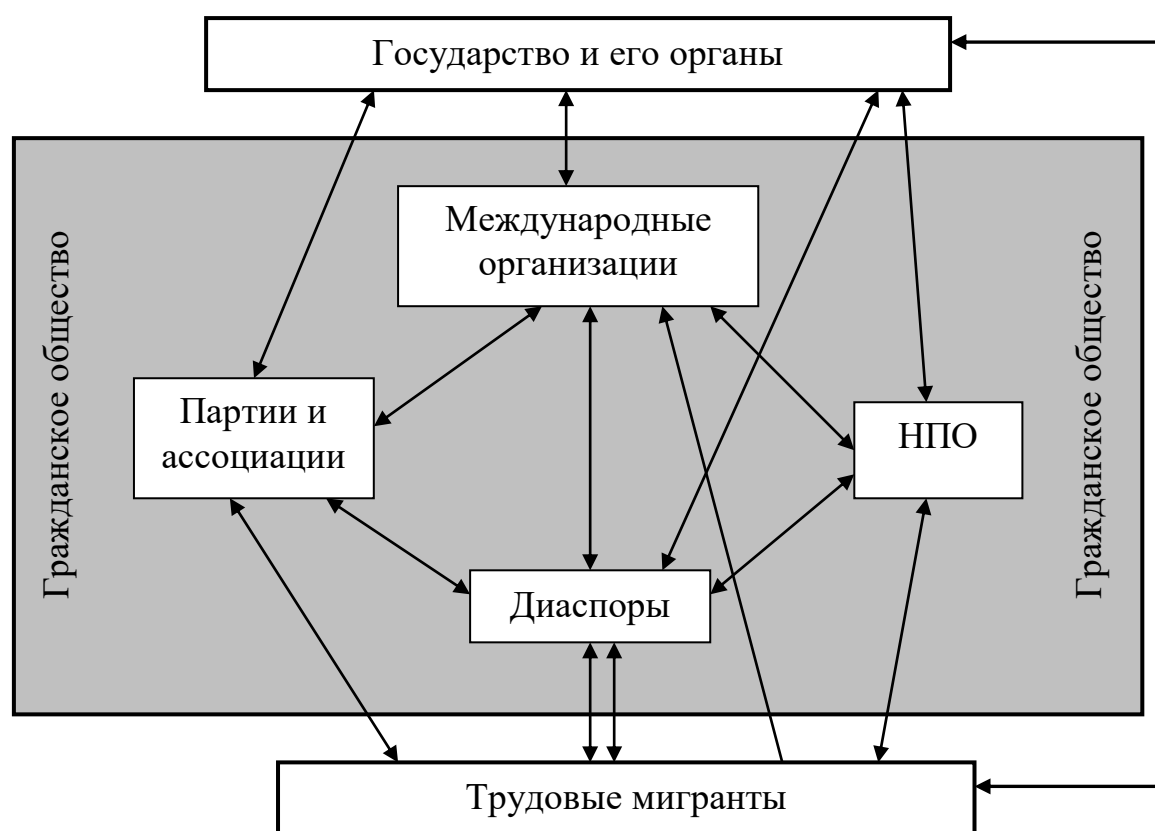 Государство и его органы
Международные
организации
Гражданское общество
Гражданское общество
Партии и
ассоциации
НПО
Диаспоры
Трудовые мигранты